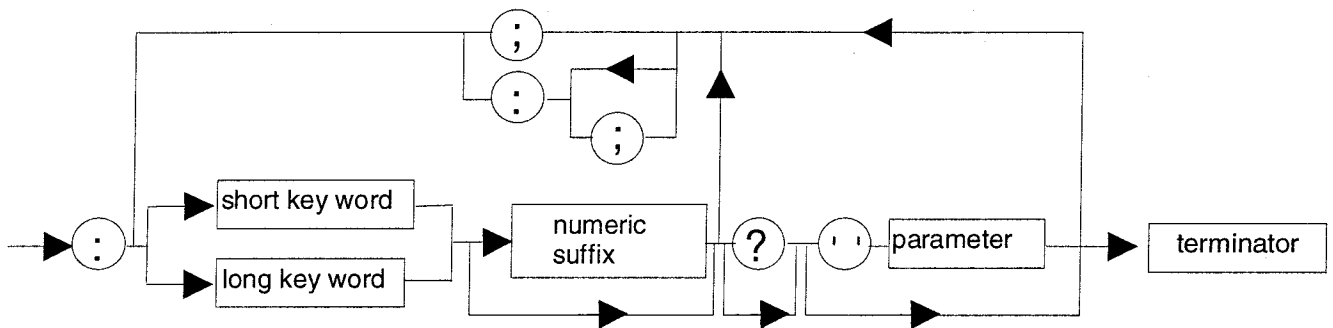 ;
:
;
:
short key word
long key word
numeric
suffix
?
' '
parameter
terminator